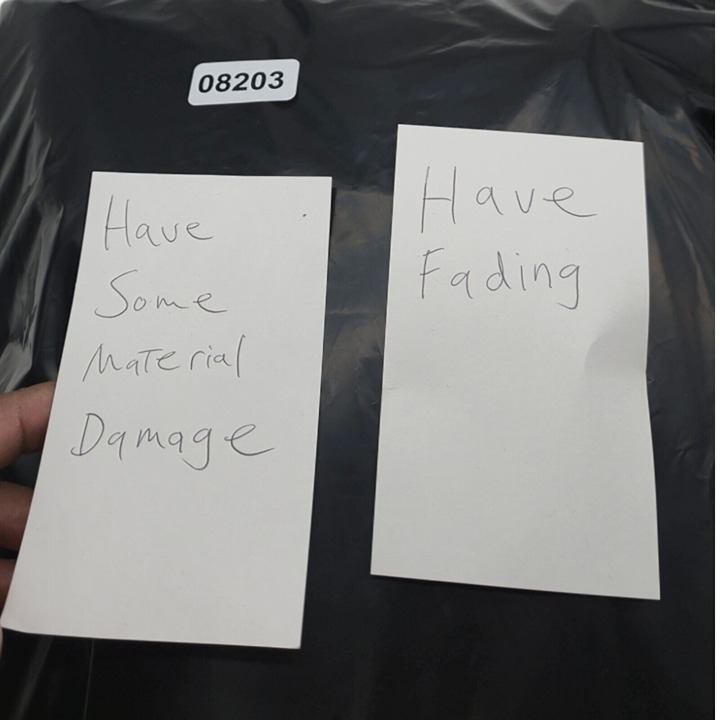 08203
Have
Some
Material
Damage
Have
Fading